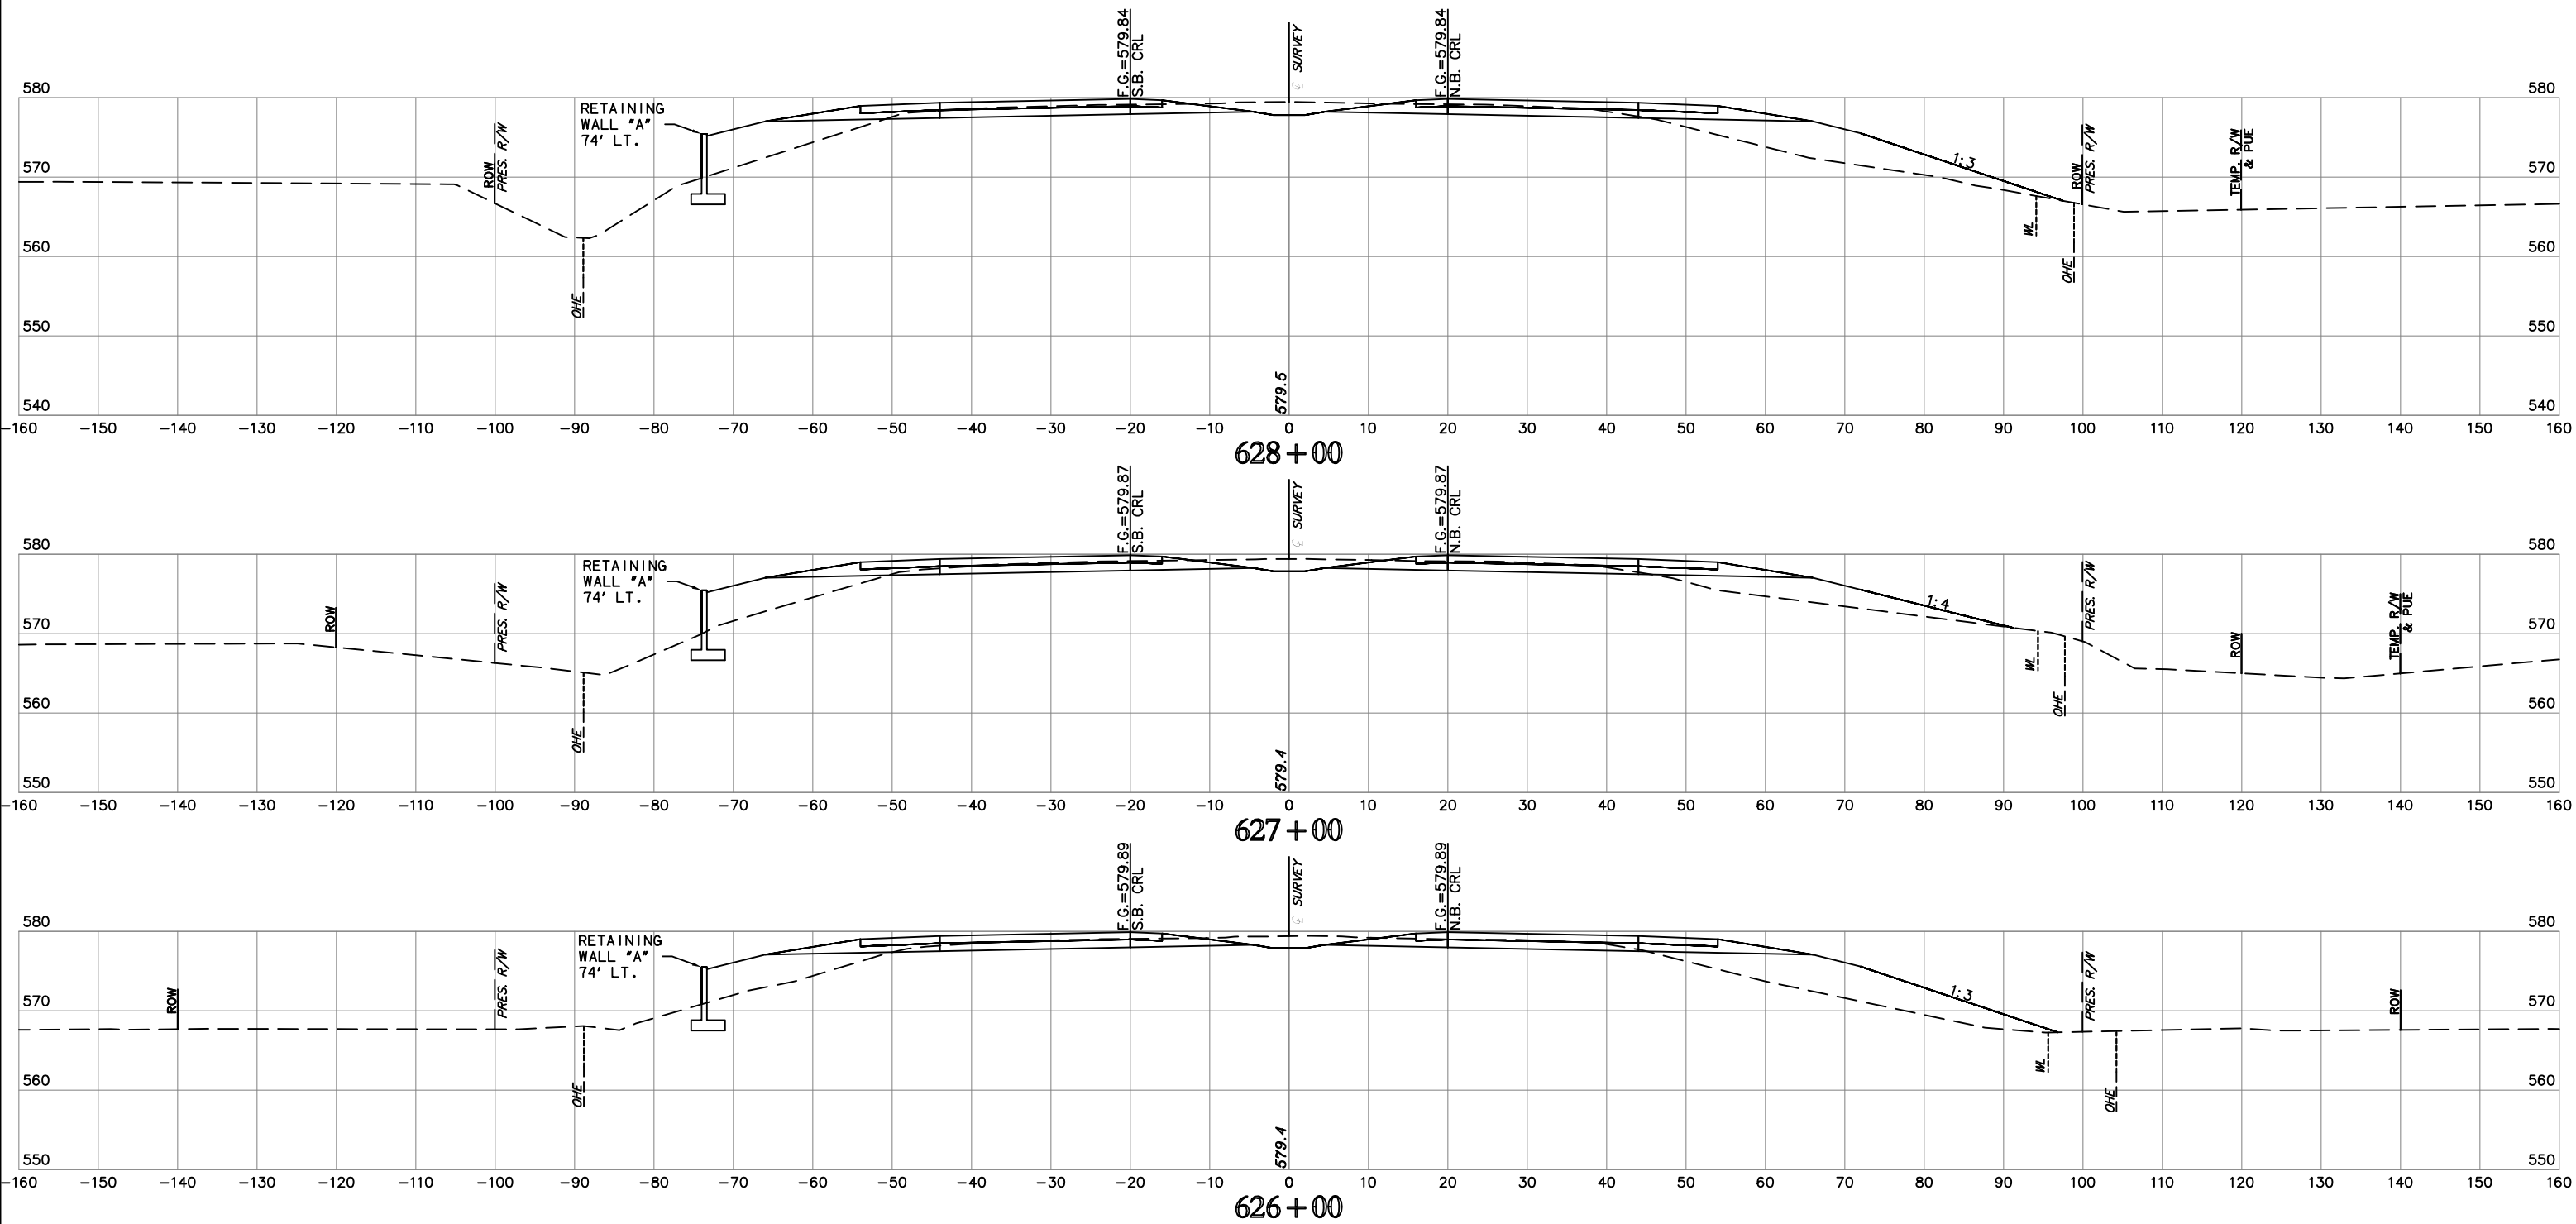 F.G.=579.84
S.B. CRL
SURVEY
F.G.=579.84
N.B. CRL
580
580
RETAINING
WALL "A"
74' LT.
ROW
PRES. R/W
1:3
ROW
PRES. R/W
TEMP. R/W
& PUE
570
570
WL
560
560
OHE
OHE
550
550
579.5
540
540
-160 -150 -140 -130 -120 -110 -100 -90 -80 -70 -60 -50 -40 -30 -20 -10 0 10 20 30 40 50 60 70 80 90 100 110 120 130 140 150 160
628+00
F.G.=579.87
S.B. CRL
SURVEY
F.G.=579.87
N.B. CRL
580
580
RETAINING
WALL "A"
74' LT.
ROW
PRES. R/W
1:4
PRES. R/W
ROW
TEMP. R/W
& PUE
570
570
WL
560
560
OHE
OHE
579.4
550
550
-160 -150 -140 -130 -120 -110 -100 -90 -80 -70 -60 -50 -40 -30 -20 -10 0 10 20 30 40 50 60 70 80 90 100 110 120 130 140 150 160
627+00
F.G.=579.89
S.B. CRL
SURVEY
F.G.=579.89
N.B. CRL
580
580
RETAINING
WALL "A"
74' LT.
ROW
PRES. R/W
1:3
PRES. R/W
ROW
570
570
WL
560
560
OHE
OHE
579.4
550
550
-160 -150 -140 -130 -120 -110 -100 -90 -80 -70 -60 -50 -40 -30 -20 -10 0 10 20 30 40 50 60 70 80 90 100 110 120 130 140 150 160
626+00